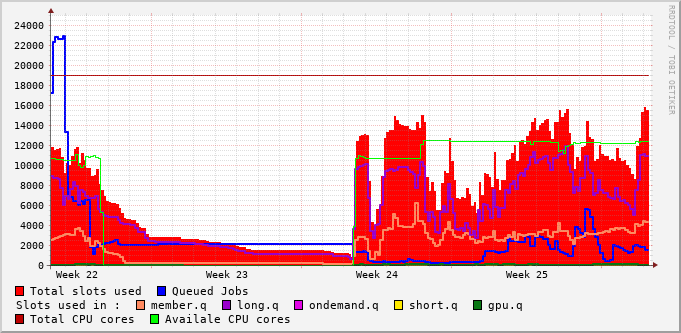 24000
22000
20000
18000
16000
14000
12000
10000
8000
6000
4000
2000
0
Week 22 Week 23 Week 24 Week 25
Total slots used Queued Jobs
Slots used in : member.q long.q ondemand.q short.q gpu.q
Total CPU cores Availale CPU cores
RRDTOOL / TOBI OETIKER